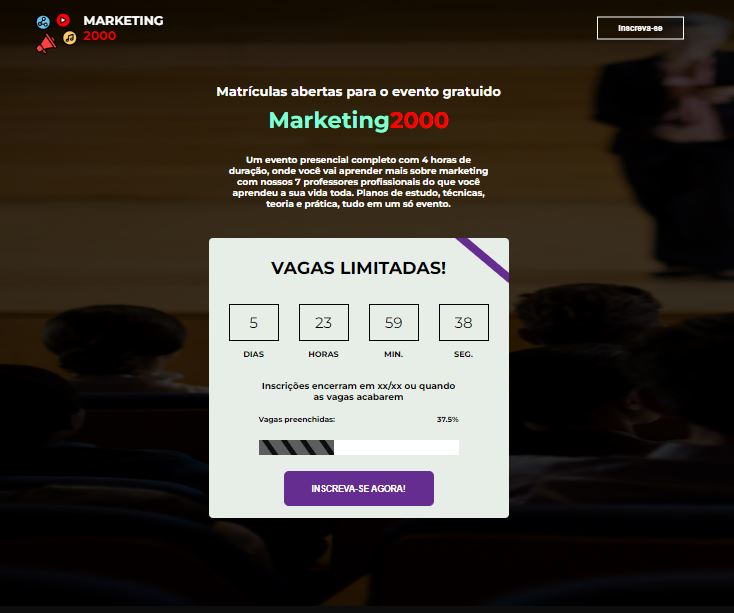 MARKETING
2000
Inscreva-se
Matrículas abertas para o evento gratuido
Marketing2000
Um evento presencial completo com 4 horas de
duração, onde você vai aprender mais sobre marketing
com nossos 7 professores profissionais do que você
aprendeu a sua vida toda. Planos de estudo, técnicas,
teoria e prática, tudo em um só evento.
VAGAS LIMITADAS!
5 23 59 38
DIAS HORAS MIN. SEG.
Inscrições encerram em xx/xx ou quando
as vagas acabarem
Vagas preenchidas: 37.5%
INSCREVA-SE AGORA!